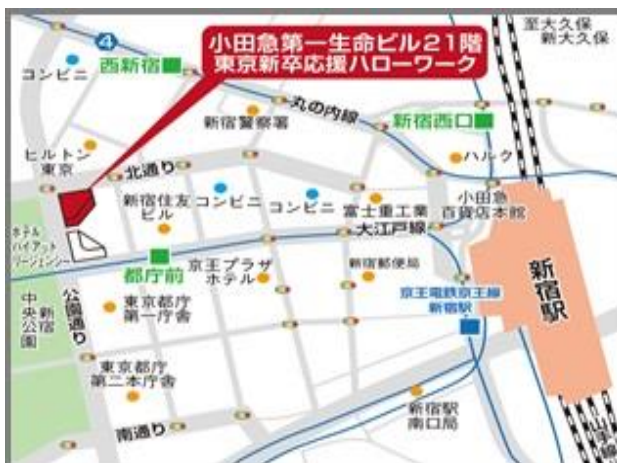 至大久保
新大久保
4
小田急第一生命ビル21階
東京新卒応援ハローワーク
コンビニ
西新宿
丸の内線
新宿警察署
新宿西口
ヒルトン
東京
北通り
ハルク
新宿住友
ビル
コンビニ
コンビニ
富士重工業
小田急
百貨店本館
大江戸線
ホテル
ハイアット
リージェンシー
都庁前
京王プラザ
ホテル
新宿郵便局
京王電鉄京王線
新宿駅
新宿駅
新宿
中央公園
公園通り
東京都庁
第一庁舎
東京都庁
第二本庁舎
新宿駅
南口局
南通り
山手線